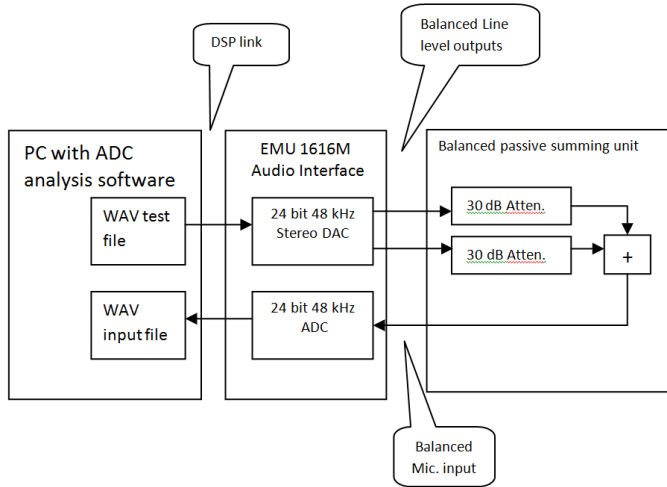 DSP link
Balanced Line
level outputs
PC with ADC
analysis software
EMU 1616M
Audio Interface
Balanced passive summing unit
WAV test
file
24 bit 48 kHz
Stereo DAC
30 dB Atten.
30 dB Atten.
+
WAV
input file
24 bit 48 kHz
ADC
Balanced
Mic. input